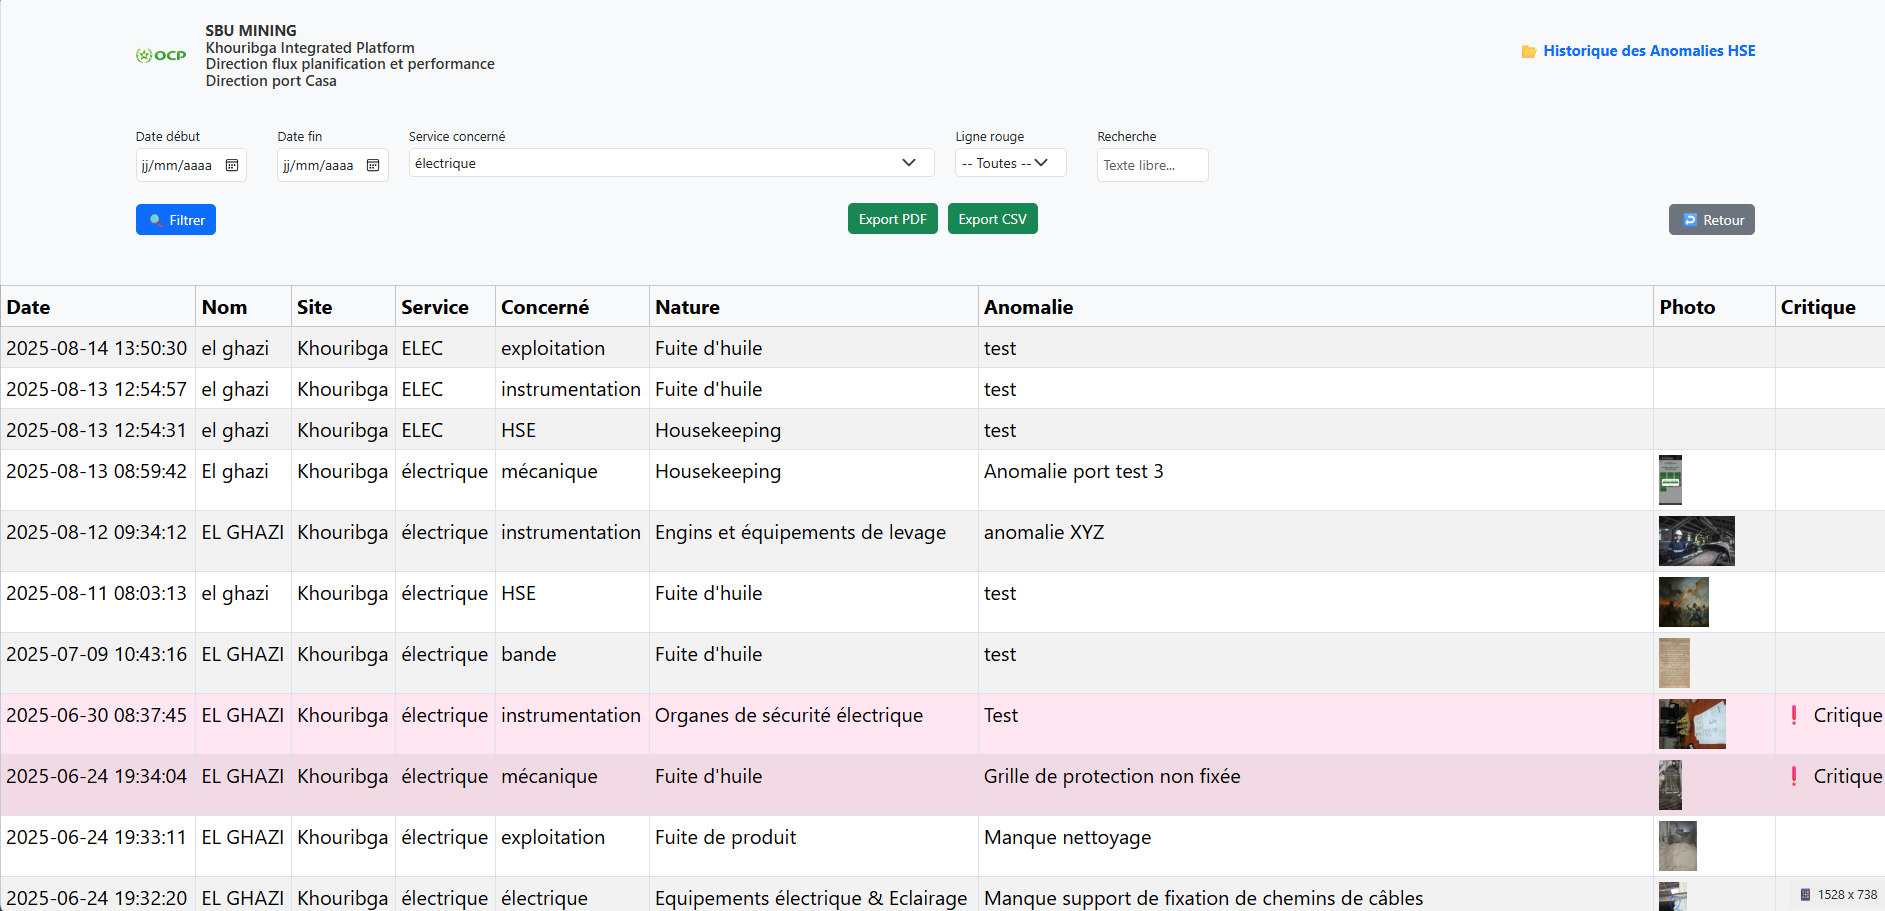 OCP
SBU MINING
Khouribga Integrated Platform
Direction flux planification et performance
Direction port Casa
Historique des Anomalies HSE
Date début Date fin Service concerné Ligne rouge Recherche
jj/mm/aaaa jj/mm/aaaa électrique -- Toutes -- Texte libre...
Filtrer Export PDF Export CSV Retour
Date Nom Site Service Concerné Nature Anomalie Photo Critique
2025-08-14 13:50:30 el ghazi Khouribga ELEC exploitation Fuite d'huile test
2025-08-13 12:54:57 el ghazi Khouribga ELEC instrumentation Fuite d'huile test
2025-08-13 12:54:31 el ghazi Khouribga ELEC HSE Housekeeping test
2025-08-13 08:59:42 El ghazi Khouribga électrique mécanique Housekeeping Anomalie port test 3
2025-08-12 09:34:12 EL GHAZI Khouribga électrique instrumentation Engins et équipements de levage anomalie XYZ
2025-08-11 08:03:13 el ghazi Khouribga électrique HSE Fuite d'huile test
2025-07-09 10:43:16 EL GHAZI Khouribga électrique bande Fuite d'huile test
2025-06-30 08:37:45 EL GHAZI Khouribga électrique instrumentation Organes de sécurité électrique Test ❗ Critique
2025-06-24 19:34:04 EL GHAZI Khouribga électrique mécanique Fuite d'huile Grille de protection non fixée ❗ Critique
2025-06-24 19:33:11 EL GHAZI Khouribga électrique exploitation Fuite de produit Manque nettoyage
2025-06-24 19:32:20 EL GHAZI Khouribga électrique électrique Equipements électrique & Eclairage Manque support de fixation de chemins de câbles
1528 x 738